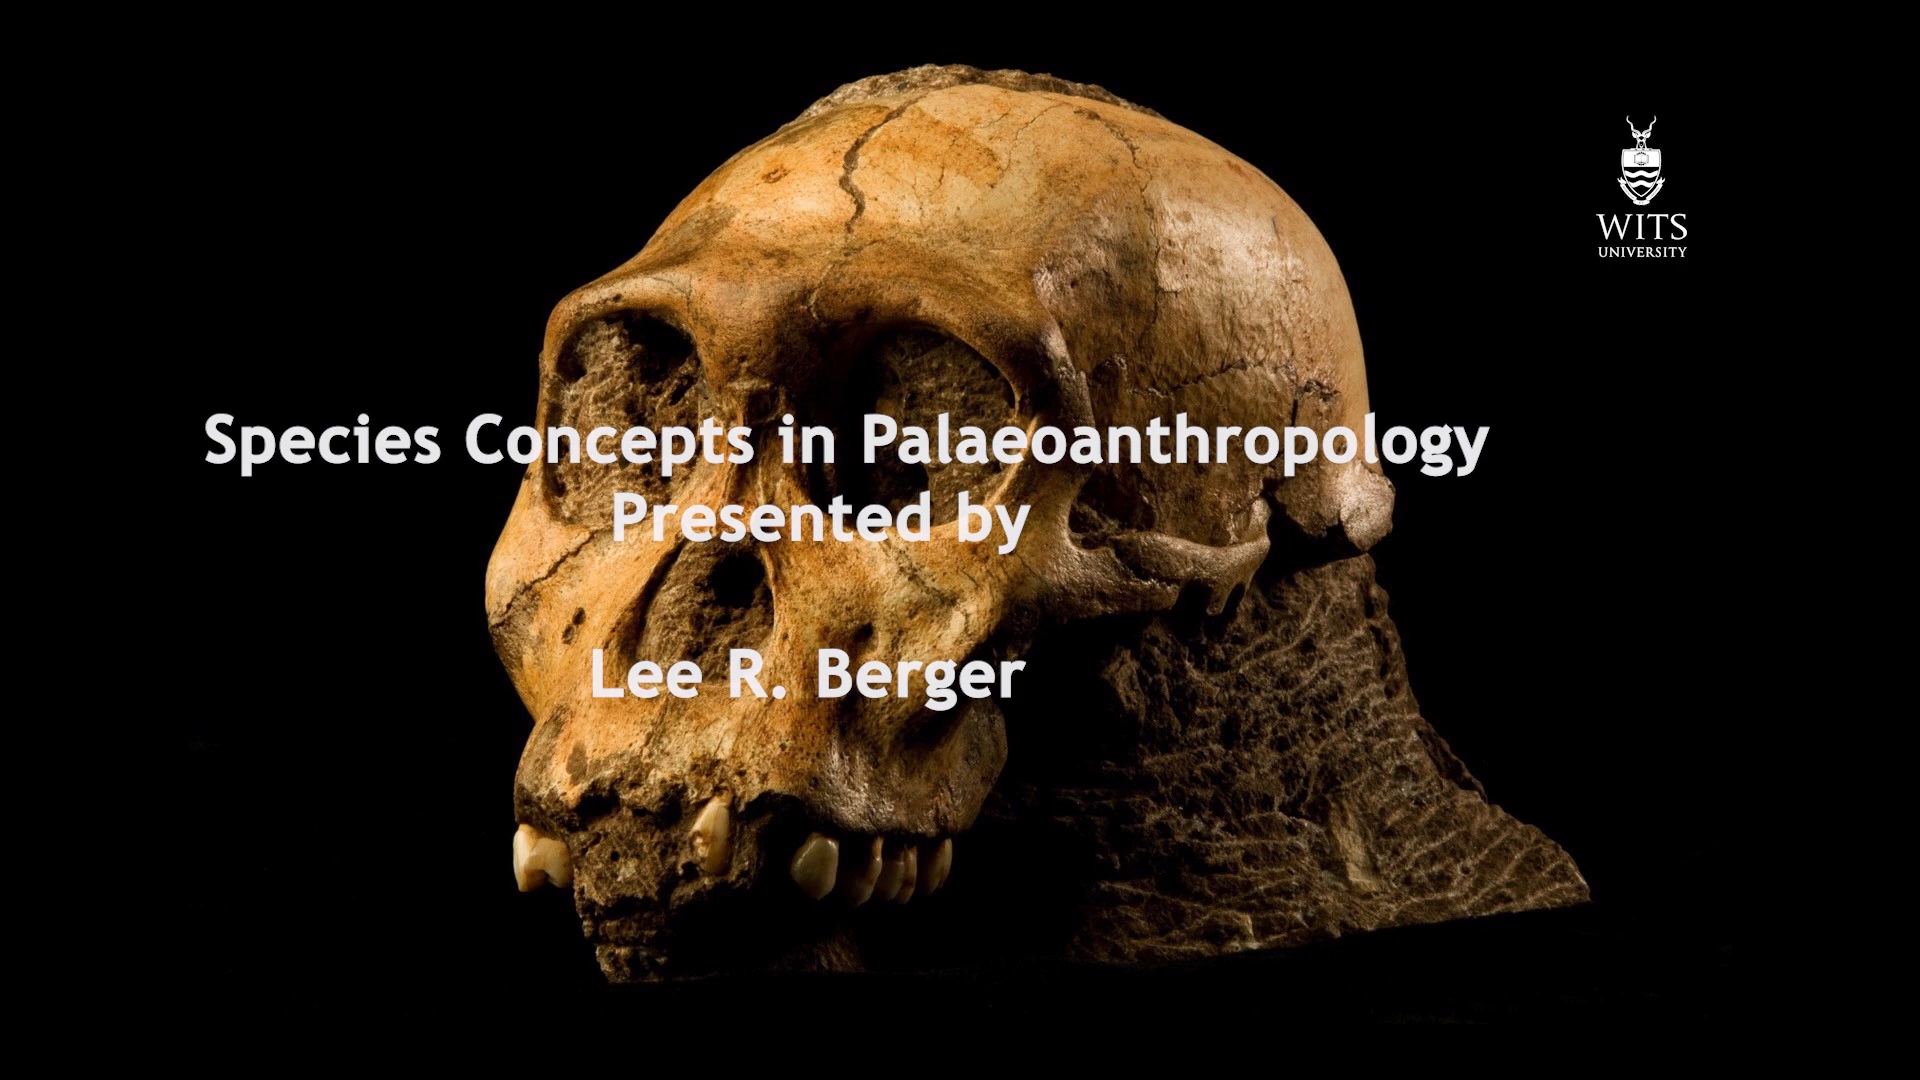 WITS
UNIVERSITY
Species Concepts in Palaeoanthropology
Presented by
Lee R. Berger